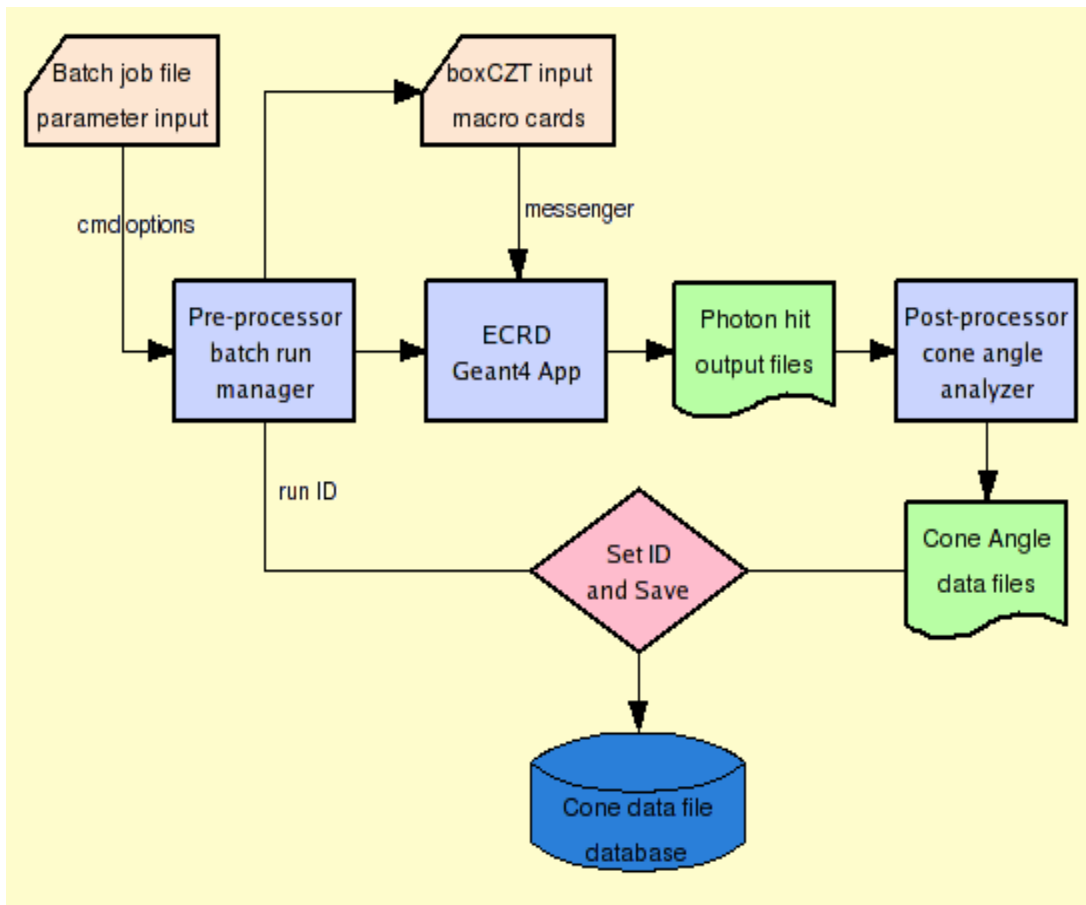 Batch job file
parameter input
boxCZT input
macro cards
cmd options
messenger
Pre-processor
batch run
manager
ECRD
Geant4 App
Photon hit
output files
Post-processor
cone angle
analyzer
run ID
Set ID
and Save
Cone Angle
data files
Cone data file
database